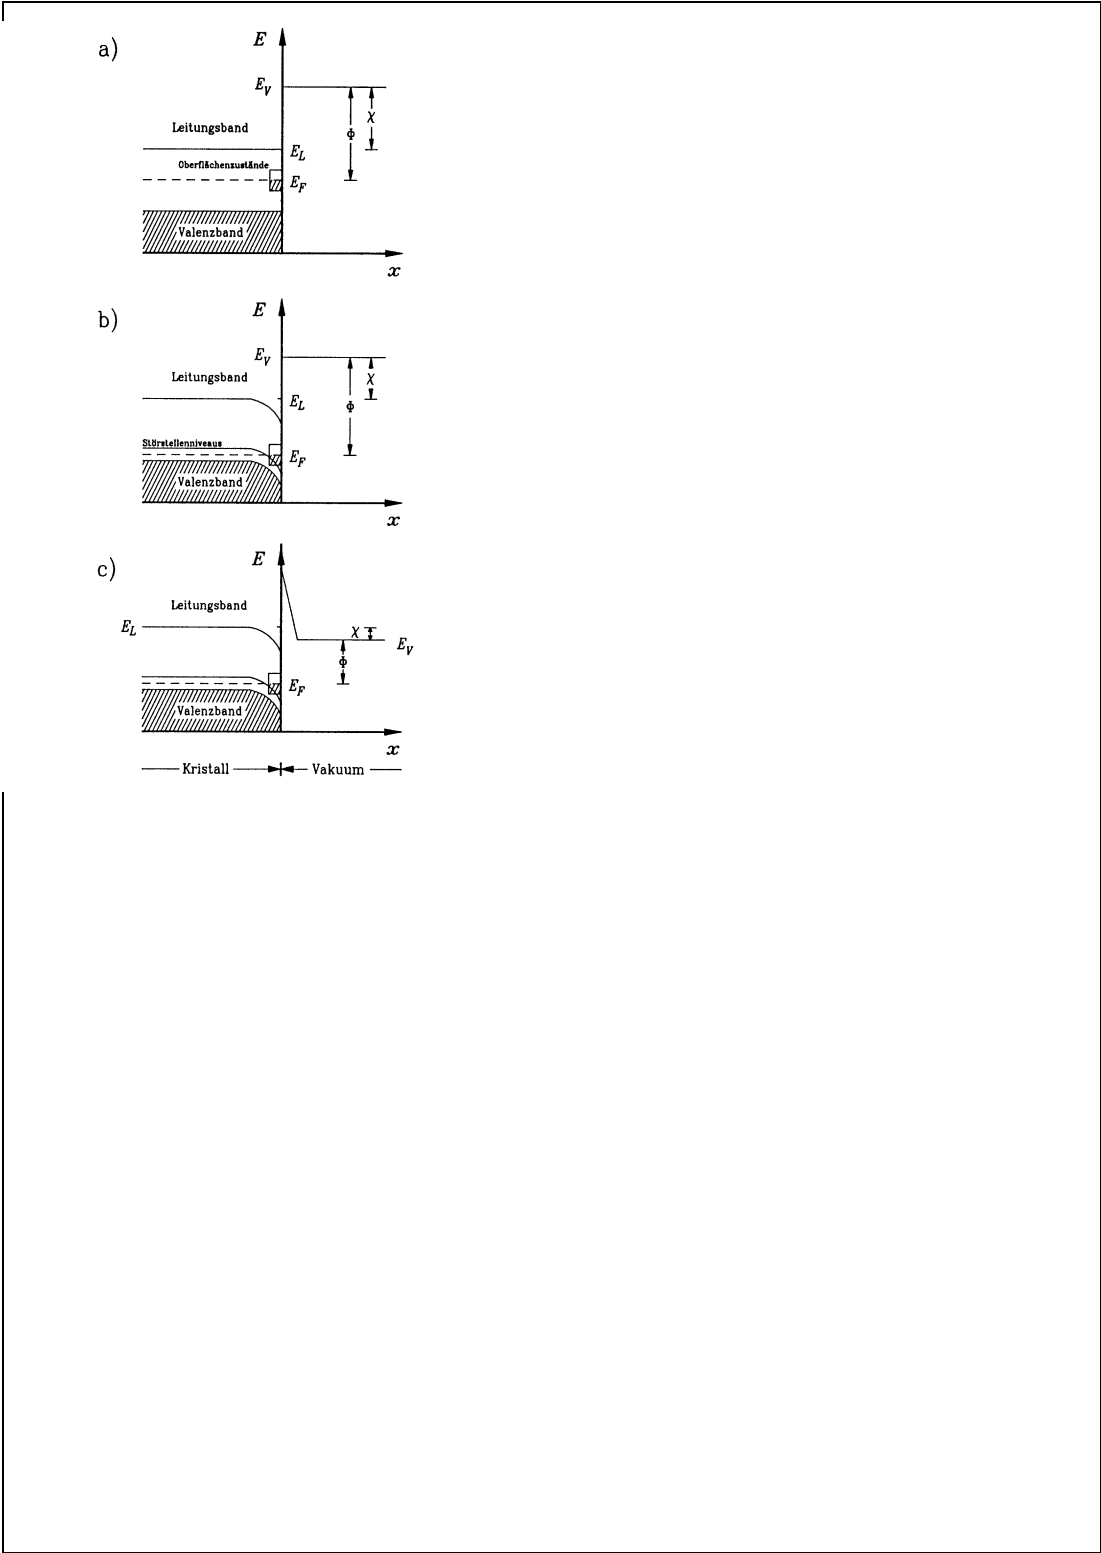 a)
E
E_V
χ
Φ
Leitungsband
E_L
Oberflächenzustände
E_F
Valenzband
x
b)
E
E_V
Leitungsband
χ
E_L
Φ
Störstellenniveaus
E_F
Valenzband
x
c)
E
Leitungsband
E_L
χ
E_V
Φ
E_F
Valenzband
x
Kristall
Vakuum